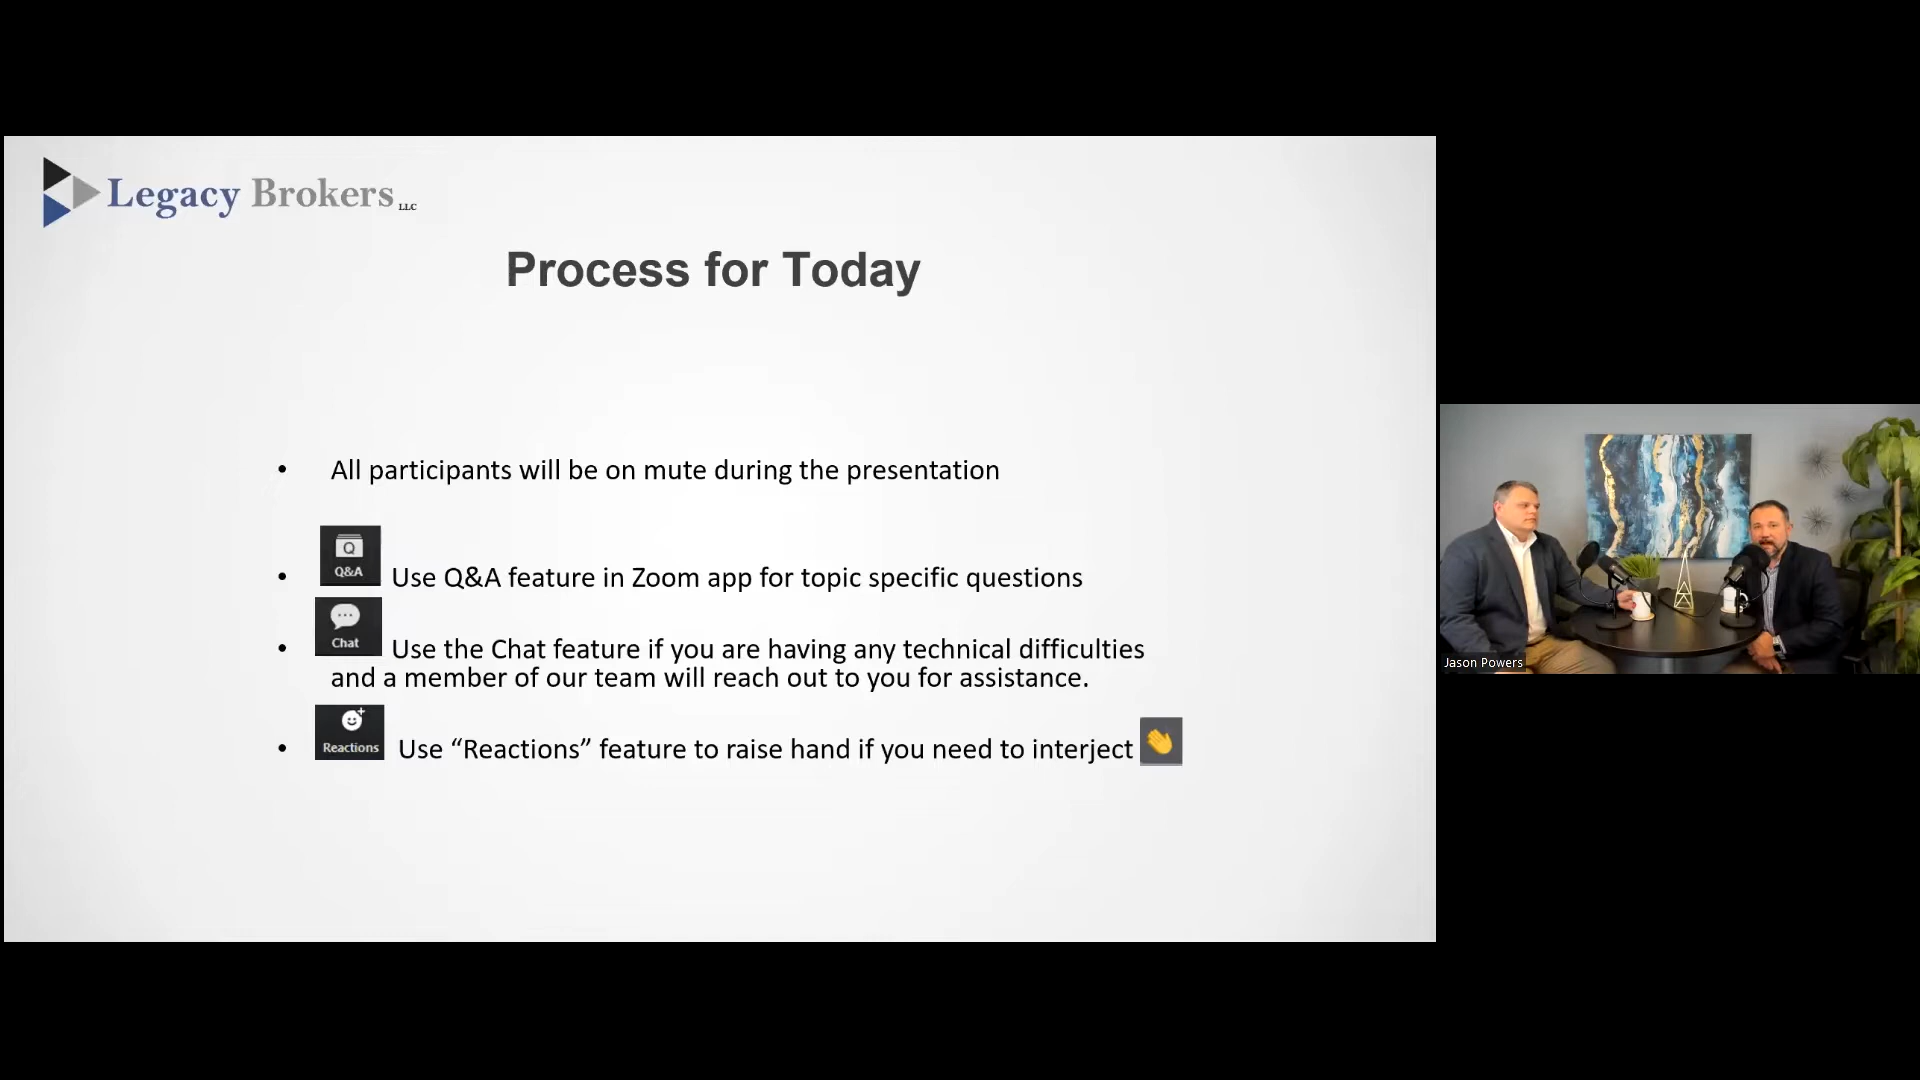 Legacy Brokers LLC
Process for Today
• All participants will be on mute during the presentation
Q
Q&A
• Use Q&A feature in Zoom app for topic specific questions
Chat
• Use the Chat feature if you are having any technical difficulties
and a member of our team will reach out to you for assistance.
Reactions
• Use “Reactions” feature to raise hand if you need to interject
Jason Powers